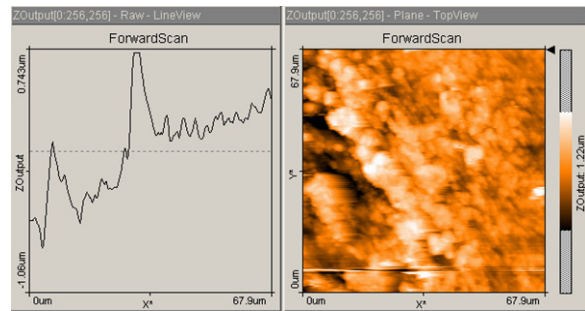 ZOutput[0:256,256] - Raw - LineView
ForwardScan
0.743um
ZOutput
-1.06um
0um
X*
67.9um
ZOutput[0:256,256] - Plane - TopView
ForwardScan
67.9um
Y*
0um
0um
X*
67.9um
ZOutput: 1.22um